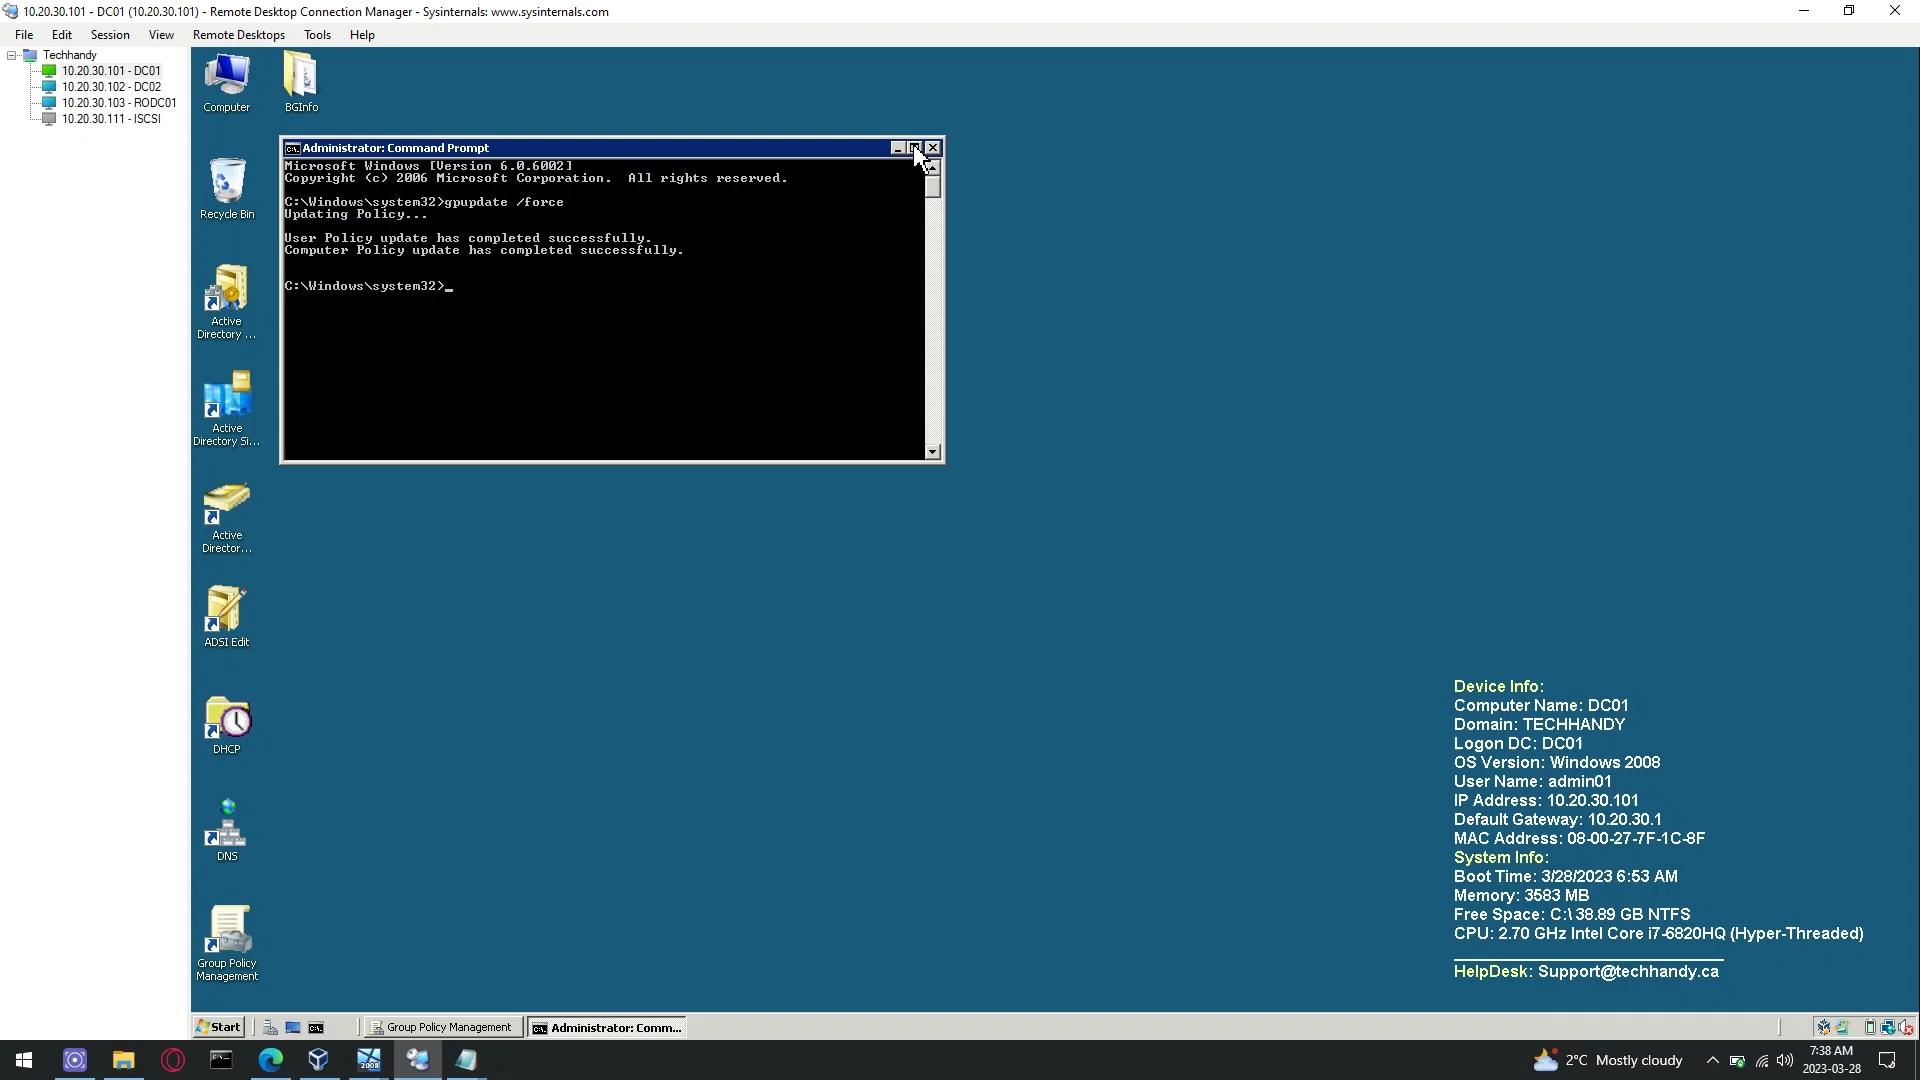 10.20.30.101 - DC01 (10.20.30.101) - Remote Desktop Connection Manager - Sysinternals: www.sysinternals.com
File Edit Session View Remote Desktops Tools Help
Techhandy
10.20.30.101 - DC01
10.20.30.102 - DC02
10.20.30.103 - RODC01
10.20.30.111 - ISCSI
Computer
BGInfo
Recycle Bin
Active
Directory ...
Active
Directory Si...
Active
Director...
ADSI Edit
DHCP
DNS
Group Policy
Management
Administrator: Command Prompt
Microsoft Windows [Version 6.0.6002]
Copyright (c) 2006 Microsoft Corporation.  All rights reserved.
C:\Windows\system32>gpupdate /force
Updating Policy...
User Policy update has completed successfully.
Computer Policy update has completed successfully.
C:\Windows\system32>_
Device Info:
Computer Name: DC01
Domain: TECHHANDY
Logon DC: DC01
OS Version: Windows 2008
User Name: admin01
IP Address: 10.20.30.101
Default Gateway: 10.20.30.1
MAC Address: 08-00-27-7F-1C-8F
System Info:
Boot Time: 3/28/2023 6:53 AM
Memory: 3583 MB
Free Space: C:\ 38.89 GB NTFS
CPU: 2.70 GHz Intel Core i7-6820HQ (Hyper-Threaded)
HelpDesk: Support@techhandy.ca
Start
Group Policy Management
Administrator: Comm...
2008
2°C Mostly cloudy
7:38 AM
2023-03-28